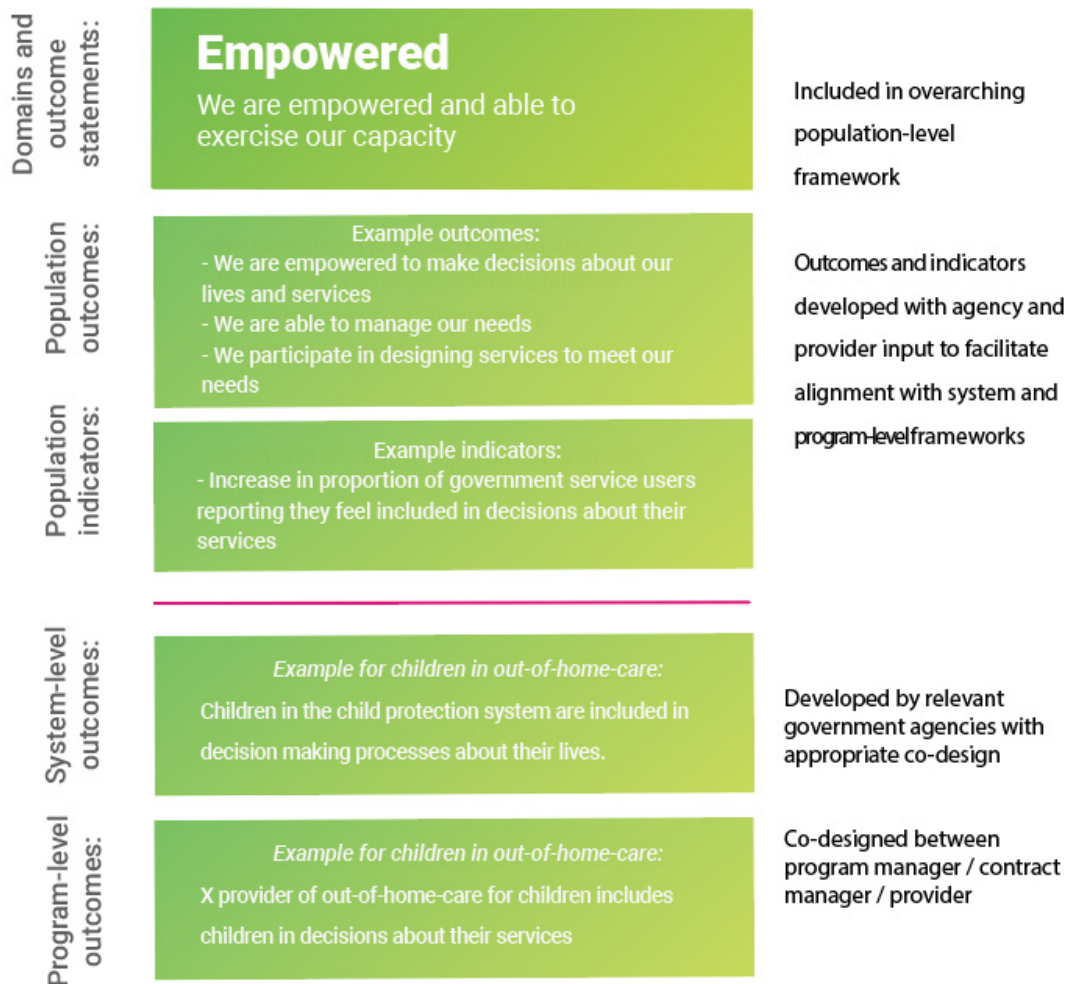 Domains and
outcome
statements:
Empowered
We are empowered and able to
exercise our capacity
Included in overarching
population-level
framework
Population
outcomes:
Example outcomes:
- We are empowered to make decisions about our
lives and services
- We are able to manage our needs
- We participate in designing services to meet our
needs
Outcomes and indicators
developed with agency and
provider input to facilitate
alignment with system and
program-level frameworks
Population
indicators:
Example indicators:
- Increase in proportion of government service users
reporting they feel included in decisions about their
services
System-level
outcomes:
Example for children in out-of-home-care:
Children in the child protection system are included in
decision making processes about their lives.
Developed by relevant
government agencies with
appropriate co-design
Program-level
outcomes:
Example for children in out-of-home-care:
X provider of out-of-home-care for children includes
children in decisions about their services
Co-designed between
program manager / contract
manager / provider